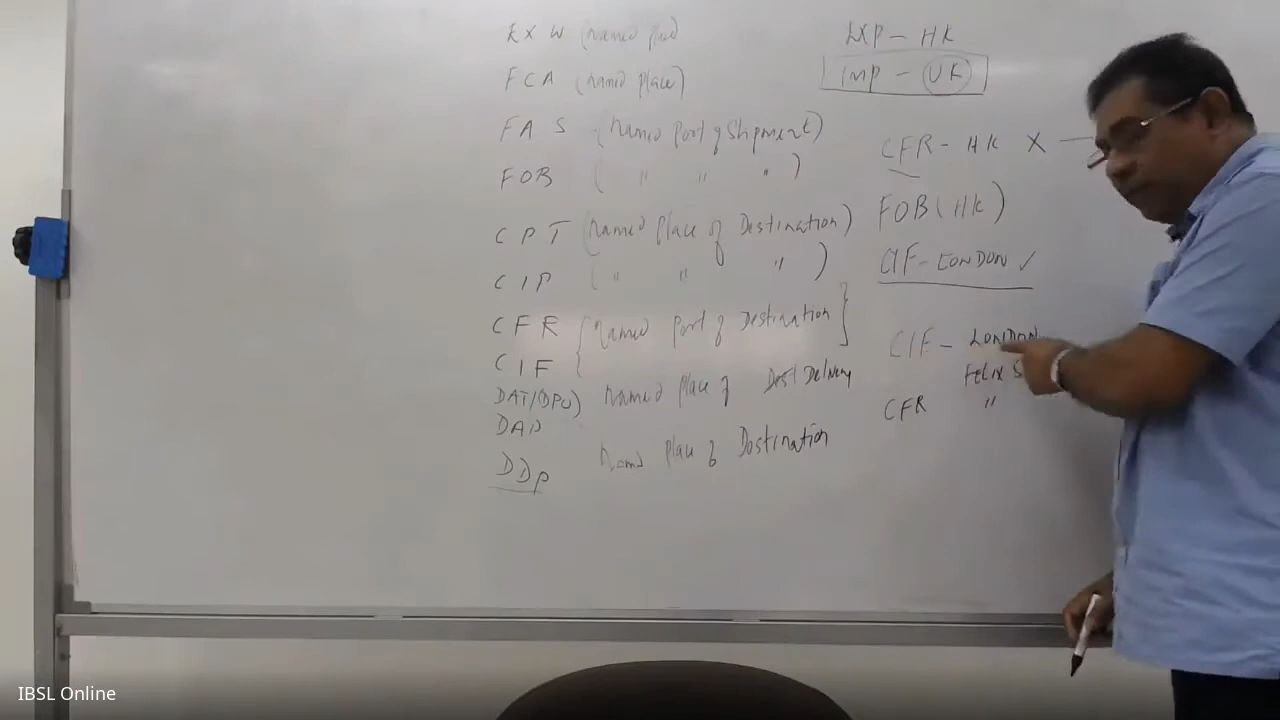 EXW (named place)
FCA (named place)
FAS (Named Port of Shipment)
FOB ( " " " )
CPT (Named place of Destination)
CIP ( " " " )
CFR Named Port of Destination
CIF
DAT/(DPU) Named place of Dest Delivery
DAP
DDP Named place of Destination
EXP - HK
IMP - UK
CFR - HK X
FOB (HK)
CIF - LONDON ✓
CIF - LONDON
FELIX S
CFR "
IBSL Online